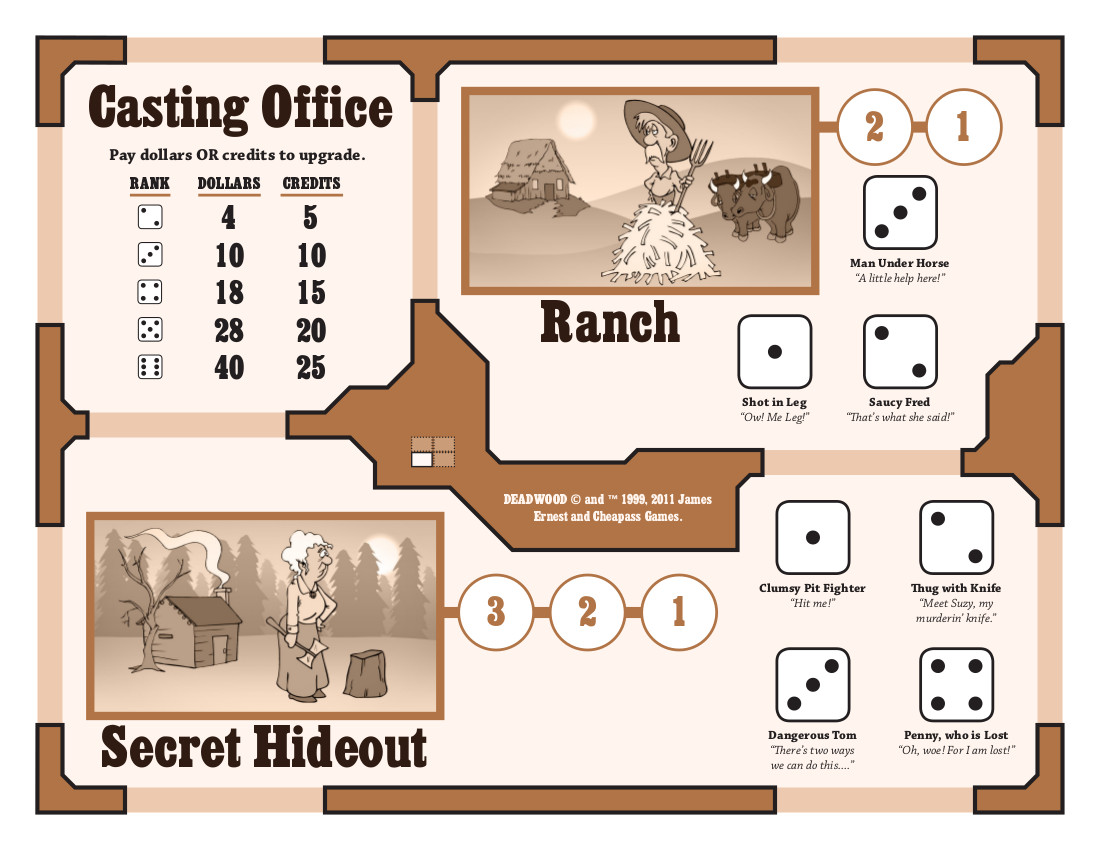 Casting Office
Pay dollars OR credits to upgrade.
RANK DOLLARS CREDITS
4 5
10 10
18 15
28 20
40 25
2 1
Man Under Horse
“A little help here!”
Ranch
Shot in Leg
“Ow! Me Leg!”
Saucy Fred
“That’s what she said!”
DEADWOOD © and ™ 1999, 2011 James
Ernest and Cheapass Games.
3 2 1
Secret Hideout
Clumsy Pit Fighter
“Hit me!”
Thug with Knife
“Meet Suzy, my
murderin’ knife.”
Dangerous Tom
“There’s two ways
we can do this....”
Penny, who is Lost
“Oh, woe! For I am lost!”